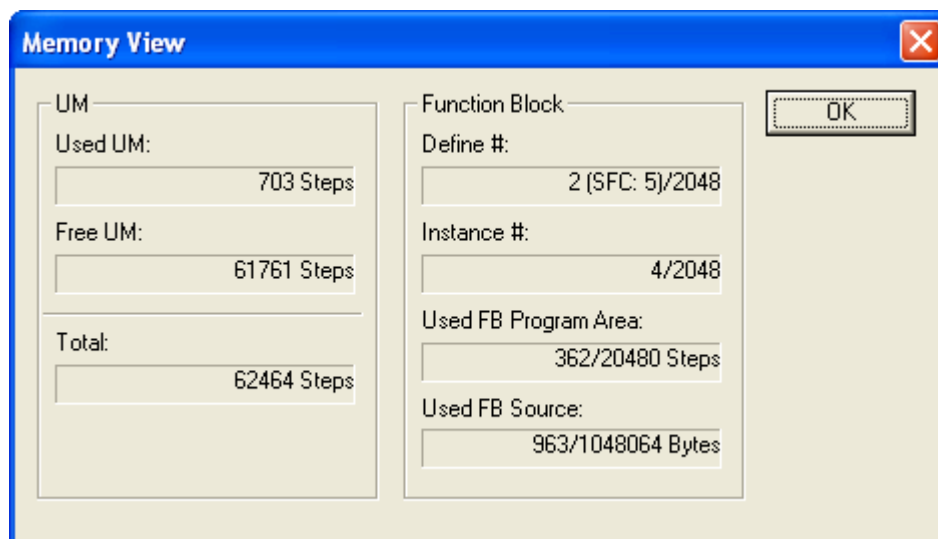 Memory View
UM
Used UM:
703 Steps
Free UM:
61761 Steps
Total:
62464 Steps
Function Block
Define #:
2 (SFC: 5)/2048
Instance #:
4/2048
Used FB Program Area:
362/20480 Steps
Used FB Source:
963/1048064 Bytes
OK